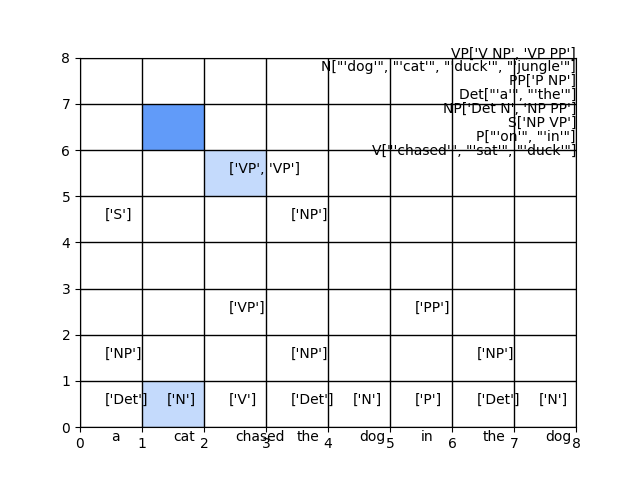 VP['V NP', 'VP PP']
8
N["'dog'", "'cat'", "'duck'", "'jungle'"]
PP['P NP']
Det["'a'", "'the'"]
7
NP['Det N', 'NP PP']
S['NP VP']
P["'on'", "'in'"]
6
V["'chased'", "'sat'", "'duck'"]
['VP', 'VP']
5
['S'] ['NP']
4
3
['VP'] ['PP']
2
['NP'] ['NP'] ['NP']
1
['Det'] ['N'] ['V'] ['Det'] ['N'] ['P'] ['Det'] ['N']
0
a cat chased the dog in the dog
0 1 2 3 4 5 6 7 8